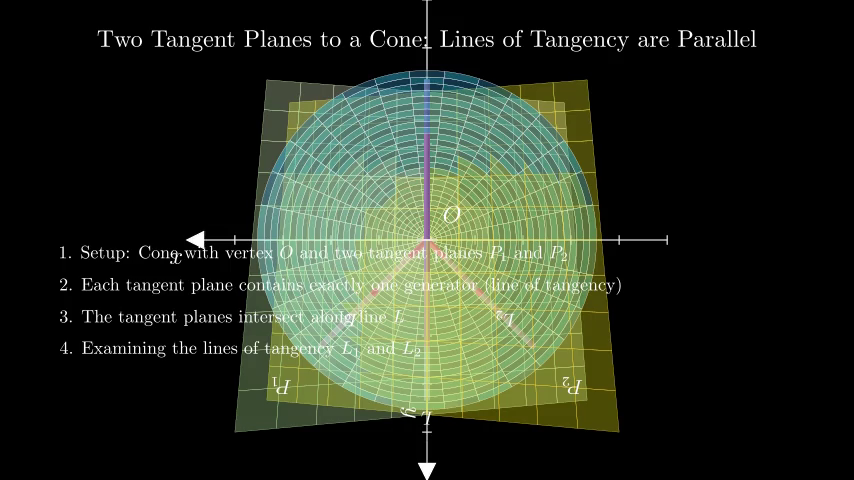 Two Tangent Planes to a Cone: Lines of Tangency are Parallel
O
x
1. Setup: Cone with vertex O and two tangent planes P₁ and P₂
2. Each tangent plane contains exactly one generator (line of tangency)
3. The tangent planes intersect along line L
L₂
4. Examining the lines of tangency L₁ and L₂
P₁
P₂
y
L